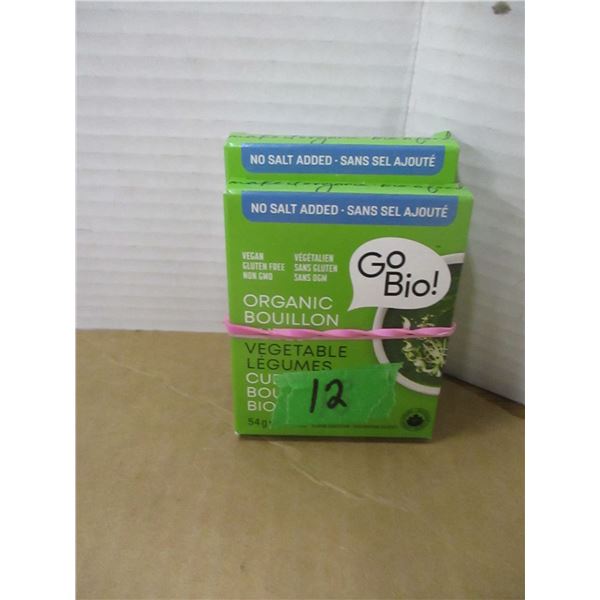 NO SALT ADDED · SANS SEL AJOUTÉ
NO SALT ADDED · SANS SEL AJOUTÉ
VEGAN
GLUTEN FREE
NON GMO
VÉGÉTALIEN
SANS GLUTEN
SANS OGM
Go
Bio!
ORGANIC
BOUILLON
VEGETABLE
LÉGUMES
12
54g